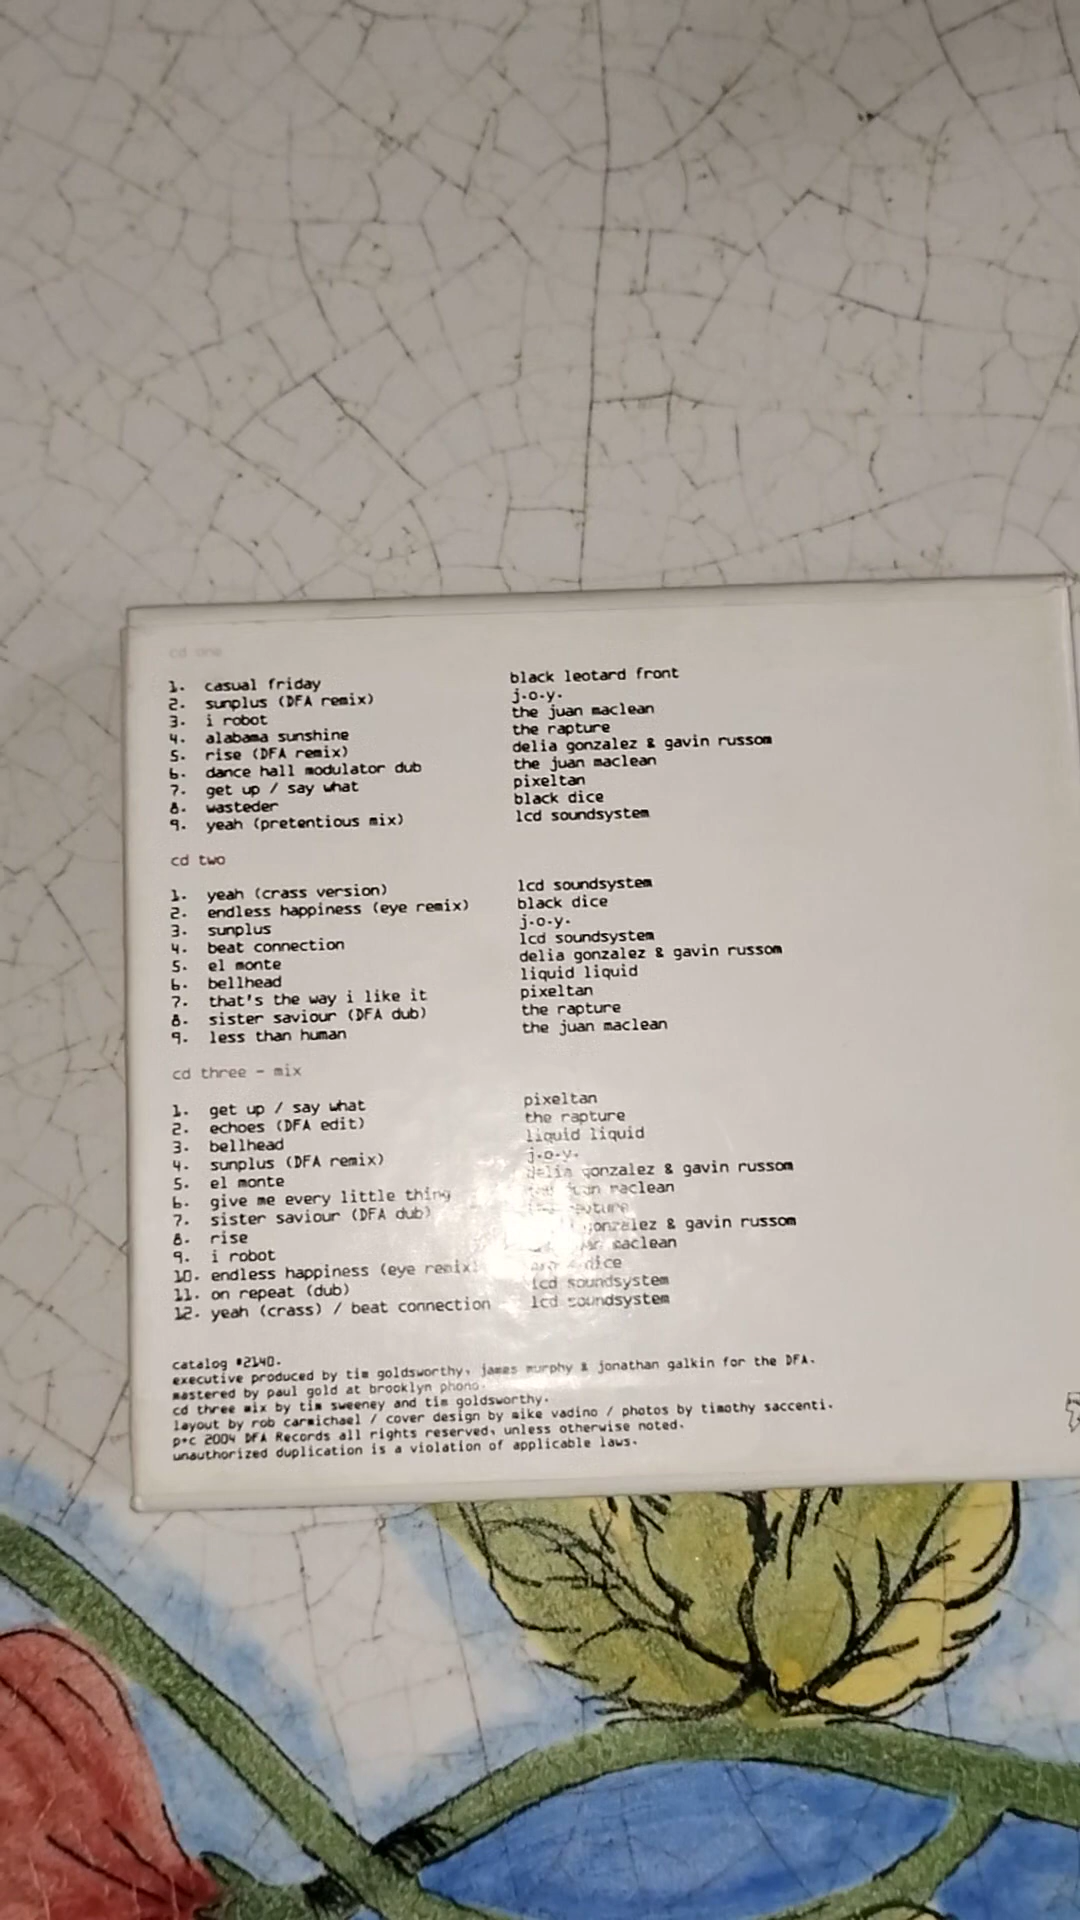 cd one
1. casual friday black leotard front
2. sunplus (DFA remix) j.o.y.
3. i robot the juan maclean
4. alabama sunshine the rapture
5. rise (DFA remix) delia gonzalez & gavin russom
6. dance hall modulator dub the juan maclean
7. get up / say what pixeltan
8. wasteder black dice
9. yeah (pretentious mix) lcd soundsystem
cd two
1. yeah (crass version) lcd soundsystem
2. endless happiness (eye remix) black dice
3. sunplus j.o.y.
4. beat connection lcd soundsystem
5. el monte delia gonzalez & gavin russom
6. bellhead liquid liquid
7. that's the way i like it pixeltan
8. sister saviour (DFA dub) the rapture
9. less than human the juan maclean
cd three - mix
1. get up / say what pixeltan
2. echoes (DFA edit) the rapture
3. bellhead liquid liquid
4. sunplus (DFA remix) j.o.y.
5. el monte delia gonzalez & gavin russom
6. give me every little thing juan maclean
7. sister saviour (DFA dub) rapture
8. rise gonzalez & gavin russom
9. i robot maclean
10. endless happiness (eye remix) dice
11. on repeat (dub) lcd soundsystem
12. yeah (crass) / beat connection lcd soundsystem
catalog #2140.
executive produced by tim goldsworthy, james murphy & jonathan galkin for the DFA.
mastered by paul gold at brooklyn phono.
cd three mix by tim sweeney and tim goldsworthy.
layout by rob carmichael / cover design by mike vadino / photos by timothy saccenti.
p+c 2004 DFA Records all rights reserved, unless otherwise noted.
unauthorized duplication is a violation of applicable laws.